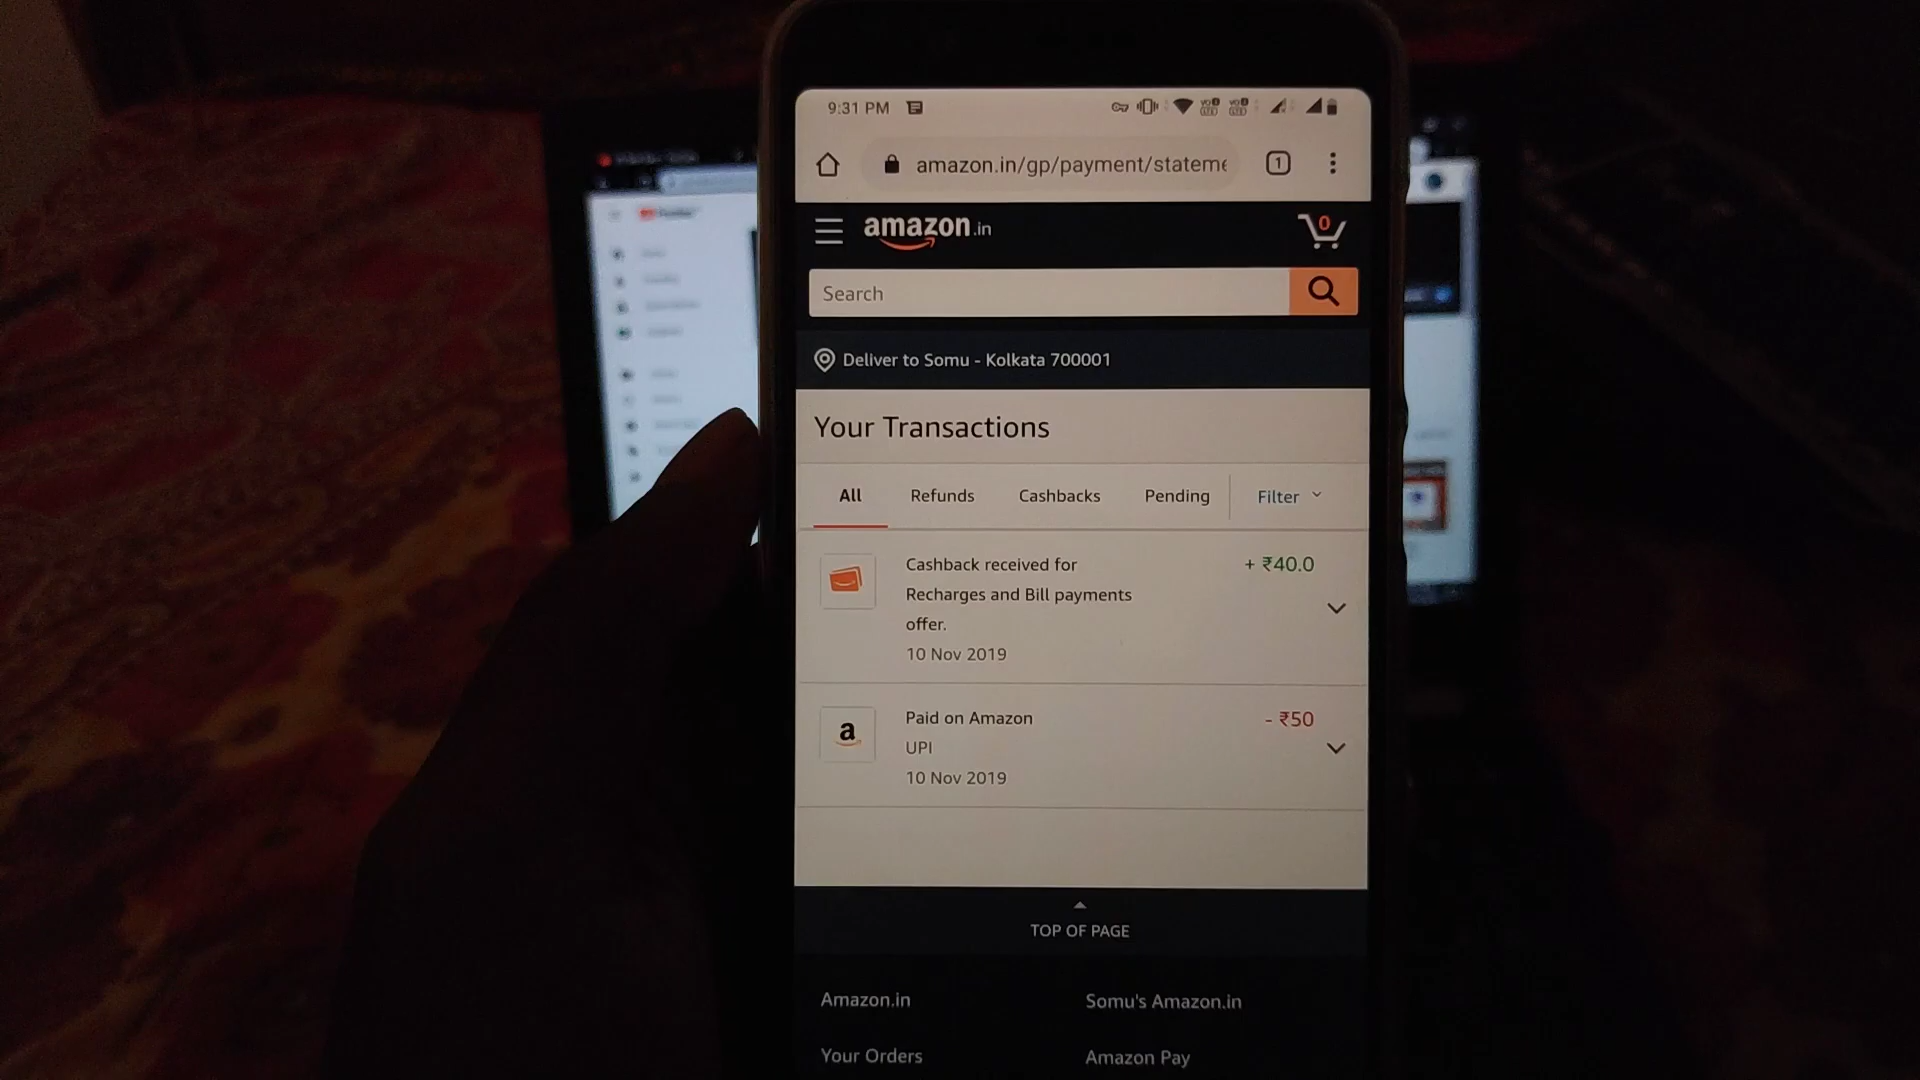 9:31 PM
amazon.in/gp/payment/stateme
1
amazon.in
0
Search
Deliver to Somu - Kolkata 700001
Your Transactions
All Refunds Cashbacks Pending Filter
Cashback received for + ₹40.0
Recharges and Bill payments
offer.
10 Nov 2019
a
Paid on Amazon - ₹50
UPI
10 Nov 2019
TOP OF PAGE
Amazon.in Somu's Amazon.in
Your Orders Amazon Pay